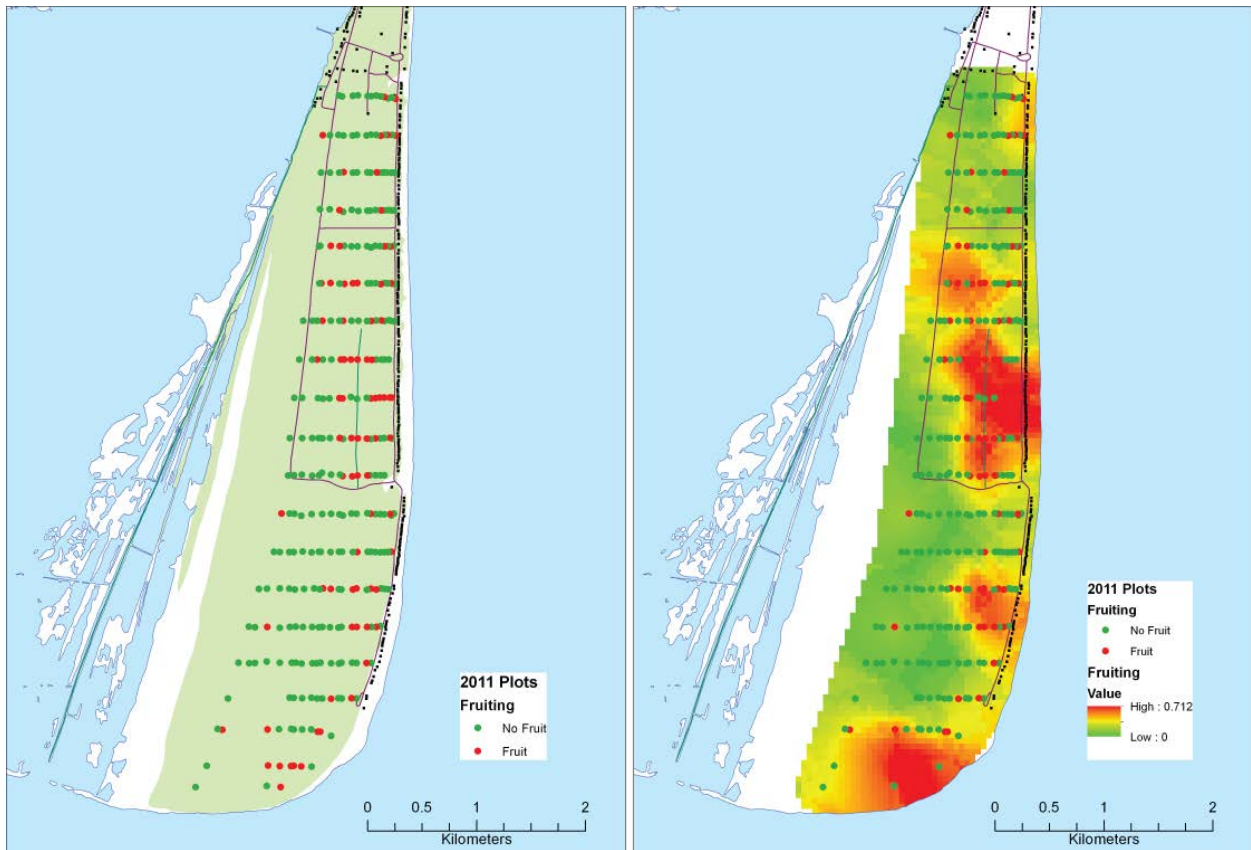 2011 Plots
Fruiting
No Fruit
Fruit
0 0.5 1 2
Kilometers
2011 Plots
Fruiting
No Fruit
Fruit
Fruiting
Value
High : 0.712
Low : 0
0 0.5 1 2
Kilometers